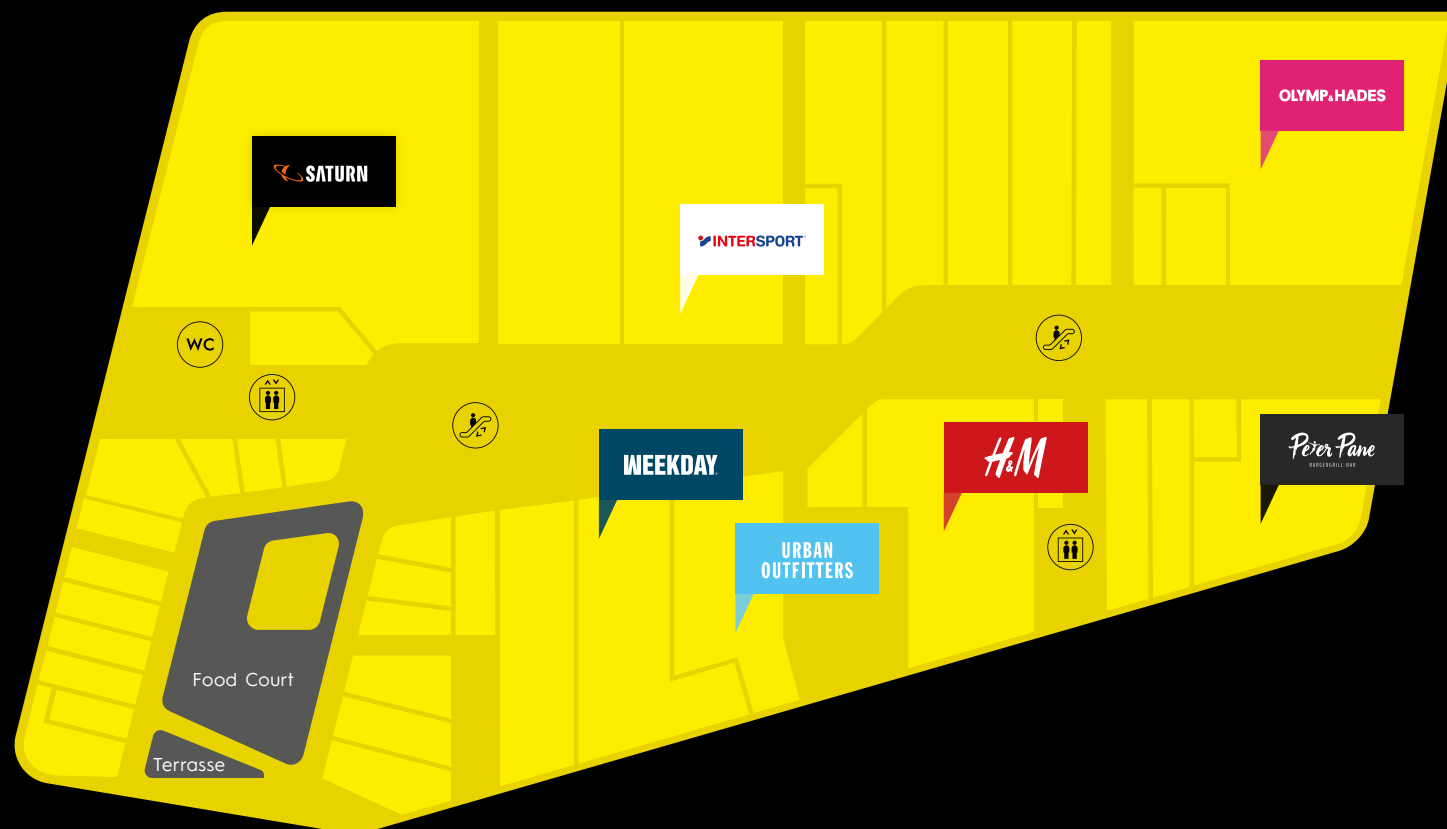 OLYMP&HADES
SATURN
INTERSPORT
WC
WEEKDAY
H&M
Peter Pane
BURGERGRILL BAR
URBAN
OUTFITTERS
Food Court
Terrasse